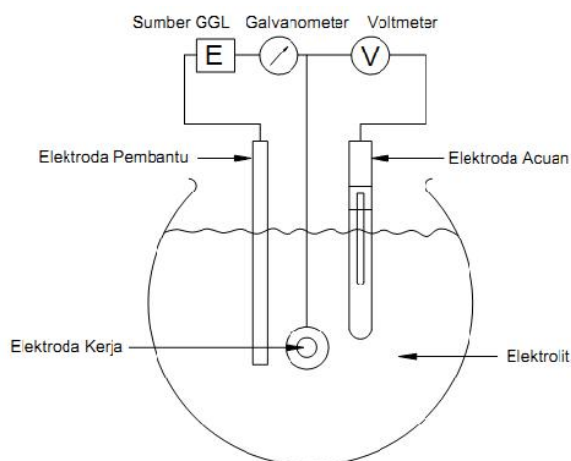 Sumber GGL Galvanometer Voltmeter
E
V
Elektroda Pembantu
Elektroda Acuan
Elektroda Kerja
Elektrolit